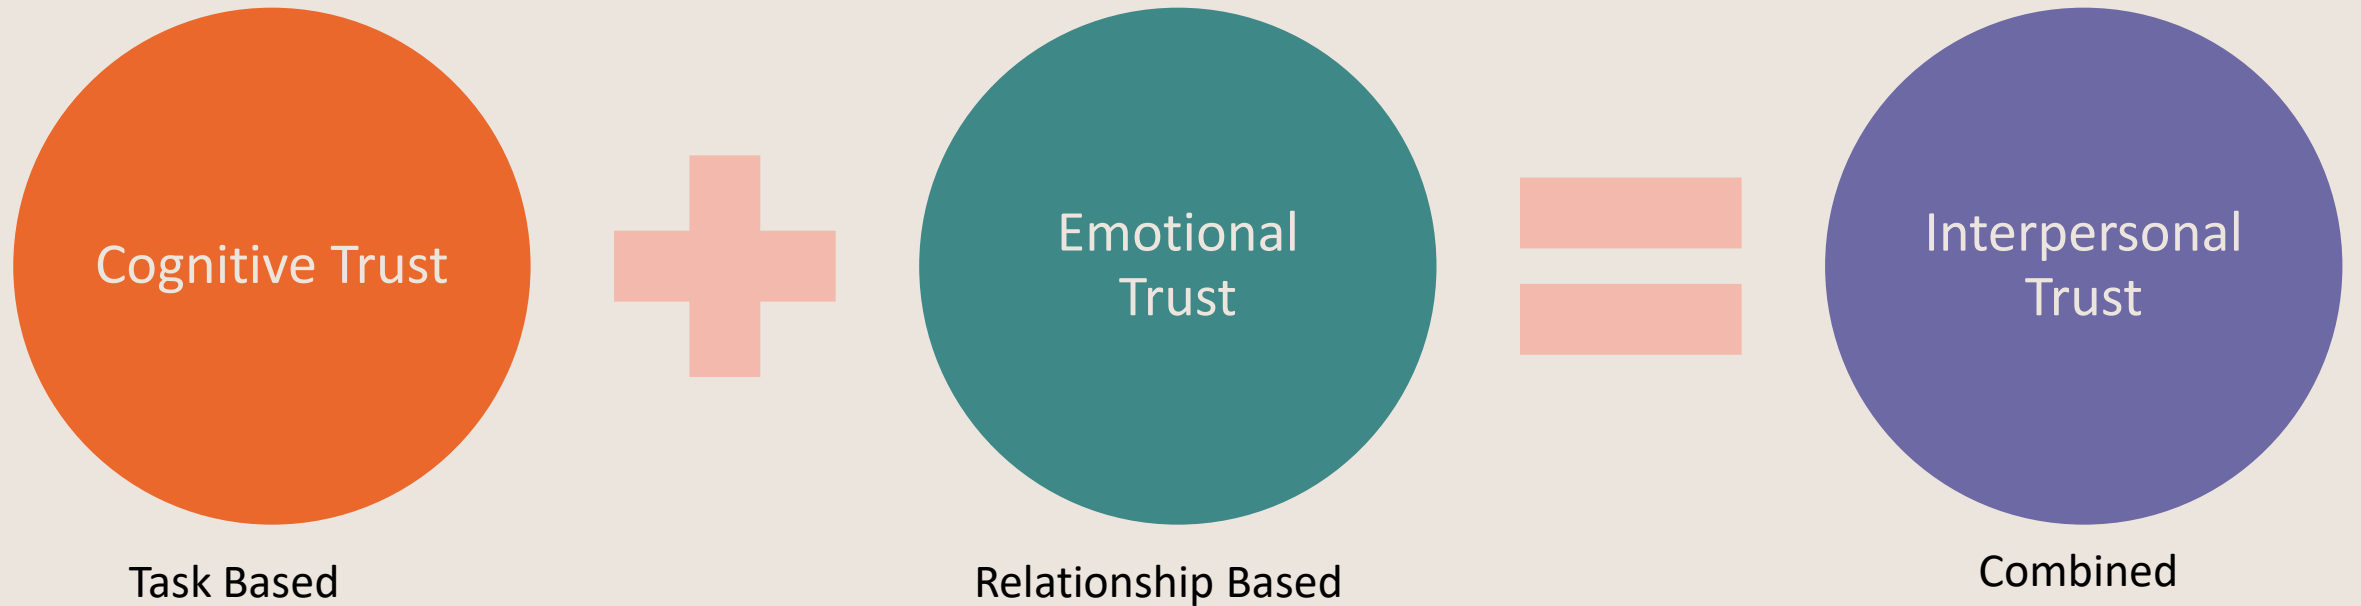 Cognitive Trust
Emotional
Trust
Interpersonal
Trust
Task Based
Relationship Based
Combined